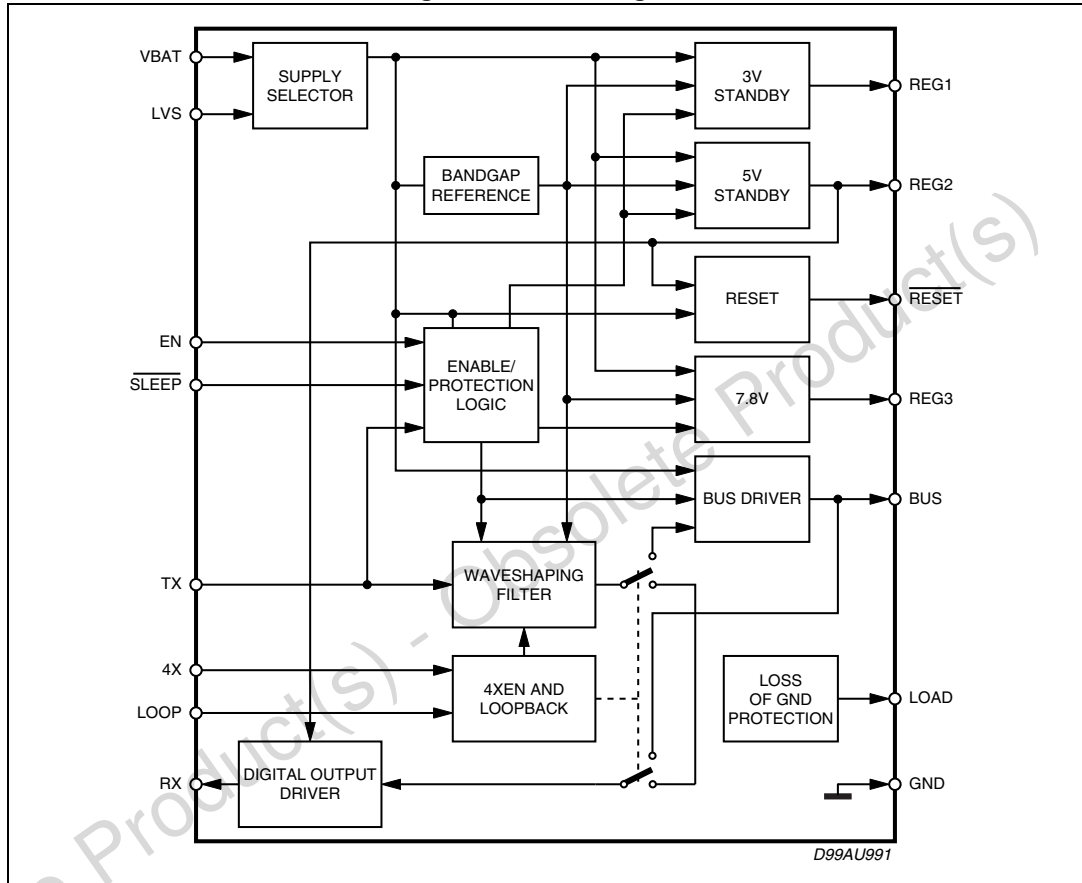 VBAT
LVS
SUPPLY
SELECTOR
3V
STANDBY
REG1
BANDGAP
REFERENCE
5V
STANDBY
REG2
RESET
RESET
EN
SLEEP
ENABLE/
PROTECTION
LOGIC
7.8V
REG3
BUS DRIVER
BUS
TX
WAVESHAPING
FILTER
4X
LOOP
4XEN AND
LOOPBACK
LOSS
OF GND
PROTECTION
LOAD
RX
DIGITAL OUTPUT
DRIVER
GND
D99AU991
Product(s) - Obsolete Product(s)